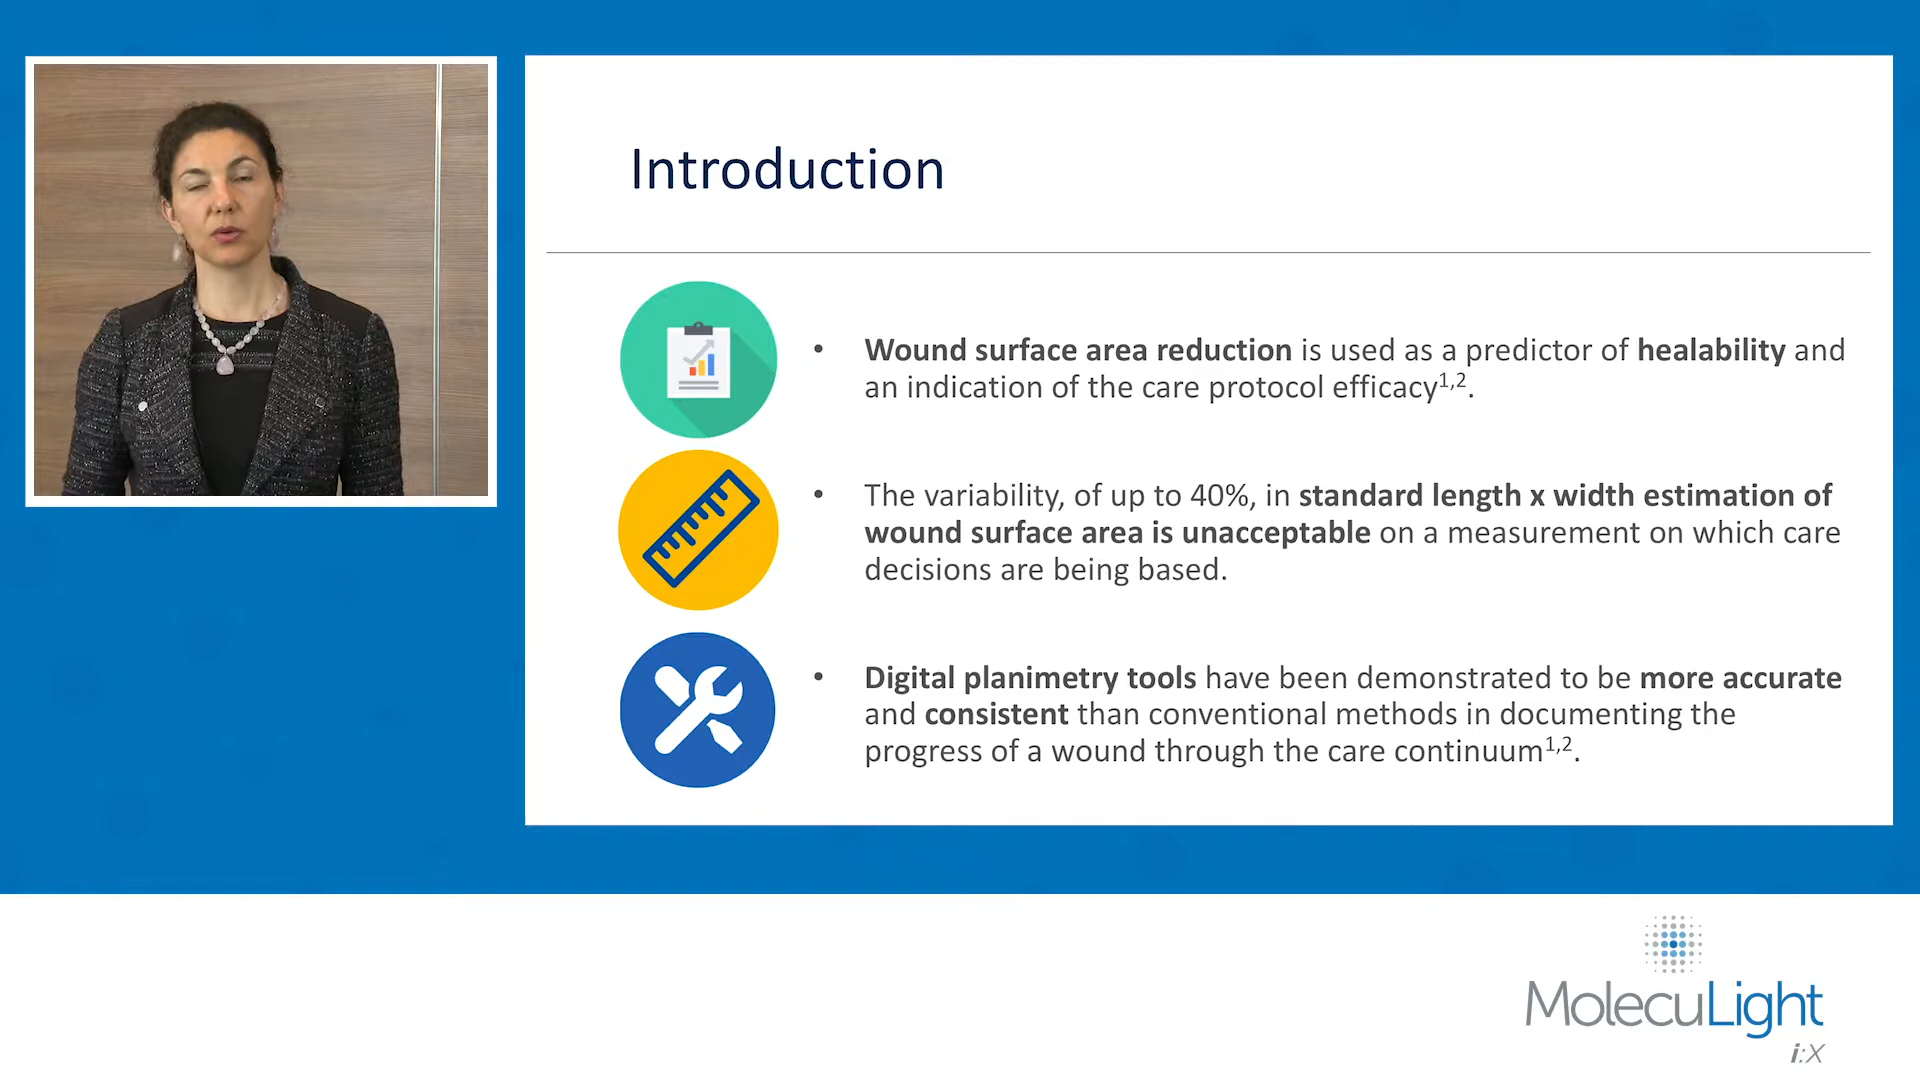 Introduction
• Wound surface area reduction is used as a predictor of healability and
an indication of the care protocol efficacy1,2.
• The variability, of up to 40%, in standard length x width estimation of
wound surface area is unacceptable on a measurement on which care
decisions are being based.
• Digital planimetry tools have been demonstrated to be more accurate
and consistent than conventional methods in documenting the
progress of a wound through the care continuum1,2.
MolecuLight
i:X